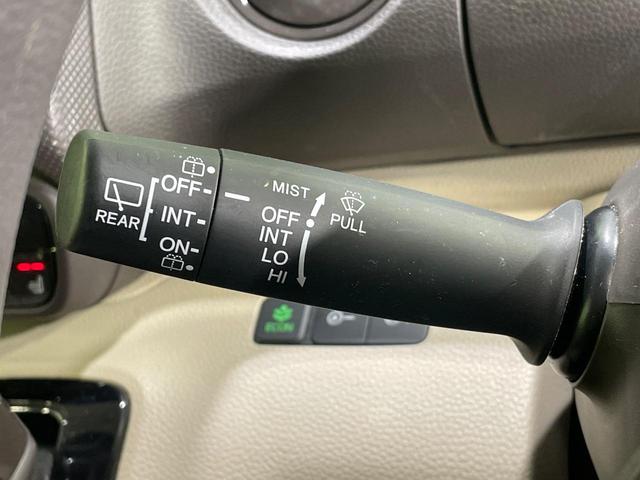 REAR
OFF
INT
ON
MIST
OFF
INT
LO
HI
PULL
ECON